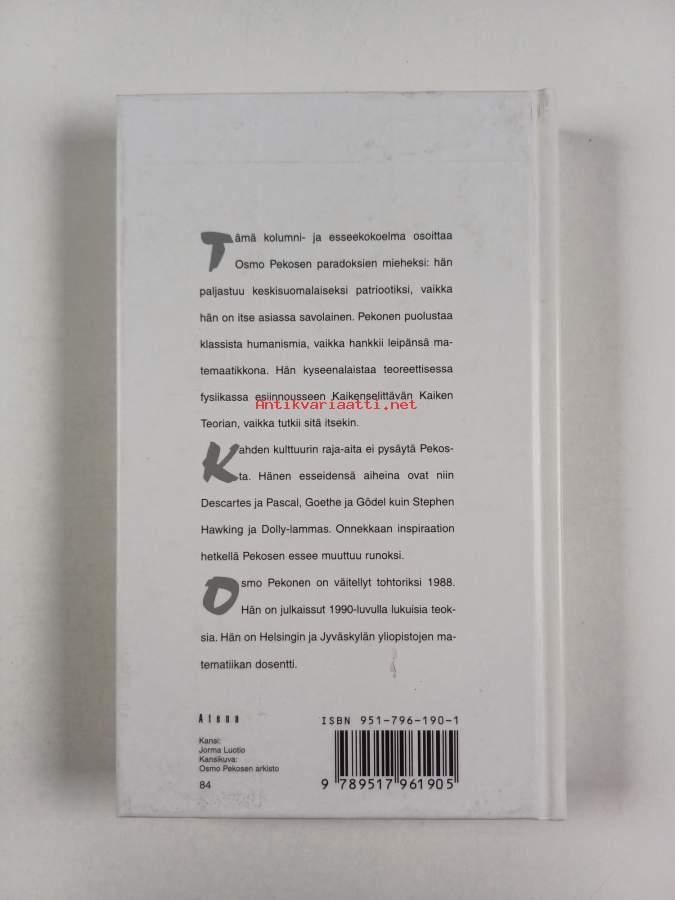 Tämä kolumni- ja esseekokoelma osoittaa
Osmo Pekosen paradoksien mieheksi: hän
paljastuu keskisuomalaiseksi patriootiksi, vaikka
hän on itse asiassa savolainen. Pekonen puolustaa
klassista humanismia, vaikka hankkii leipänsä ma-
temaatikkona. Hän kyseenalaistaa teoreettisessa
fysiikassa esiinnousseen Kaikenselittävän Kaiken
Antikvariaatti.net
Teorian, vaikka tutkii sitä itsekin.
Kahden kulttuurin raja-aita ei pysäytä Pekos-
ta. Hänen esseidensä aiheina ovat niin
Descartes ja Pascal, Goethe ja Gödel kuin Stephen
Hawking ja Dolly-lammas. Onnekkaan inspiraation
hetkellä Pekosen essee muuttuu runoksi.
Osmo Pekonen on väitellyt tohtoriksi 1988.
Hän on julkaissut 1990-luvulla lukuisia teok-
sia. Hän on Helsingin ja Jyväskylän yliopistojen ma-
tematiikan dosentti.
Atena
Kansi:
Jorma Luotio
Kansikuva:
Osmo Pekosen arkisto
84
ISBN 951-796-190-1
9 789517 961905